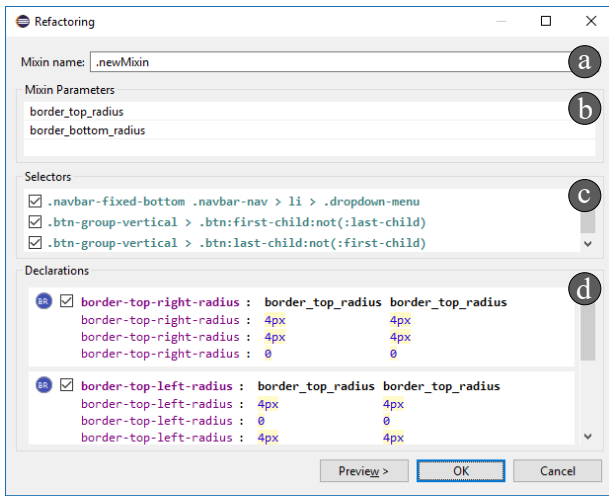 Refactoring
Mixin name: .newMixin a
Mixin Parameters
b
border_top_radius
border_bottom_radius
Selectors
c
.navbar-fixed-bottom .navbar-nav > li > .dropdown-menu
.btn-group-vertical > .btn:first-child:not(:last-child)
.btn-group-vertical > .btn:last-child:not(:first-child)
Declarations
d
BR border-top-right-radius : border_top_radius border_top_radius
border-top-right-radius : 4px 4px
border-top-right-radius : 4px 4px
border-top-right-radius : 0 0
BR border-top-left-radius : border_top_radius border_top_radius
border-top-left-radius : 4px 4px
border-top-left-radius : 0 0
border-top-left-radius : 4px 4px
Preview > OK Cancel